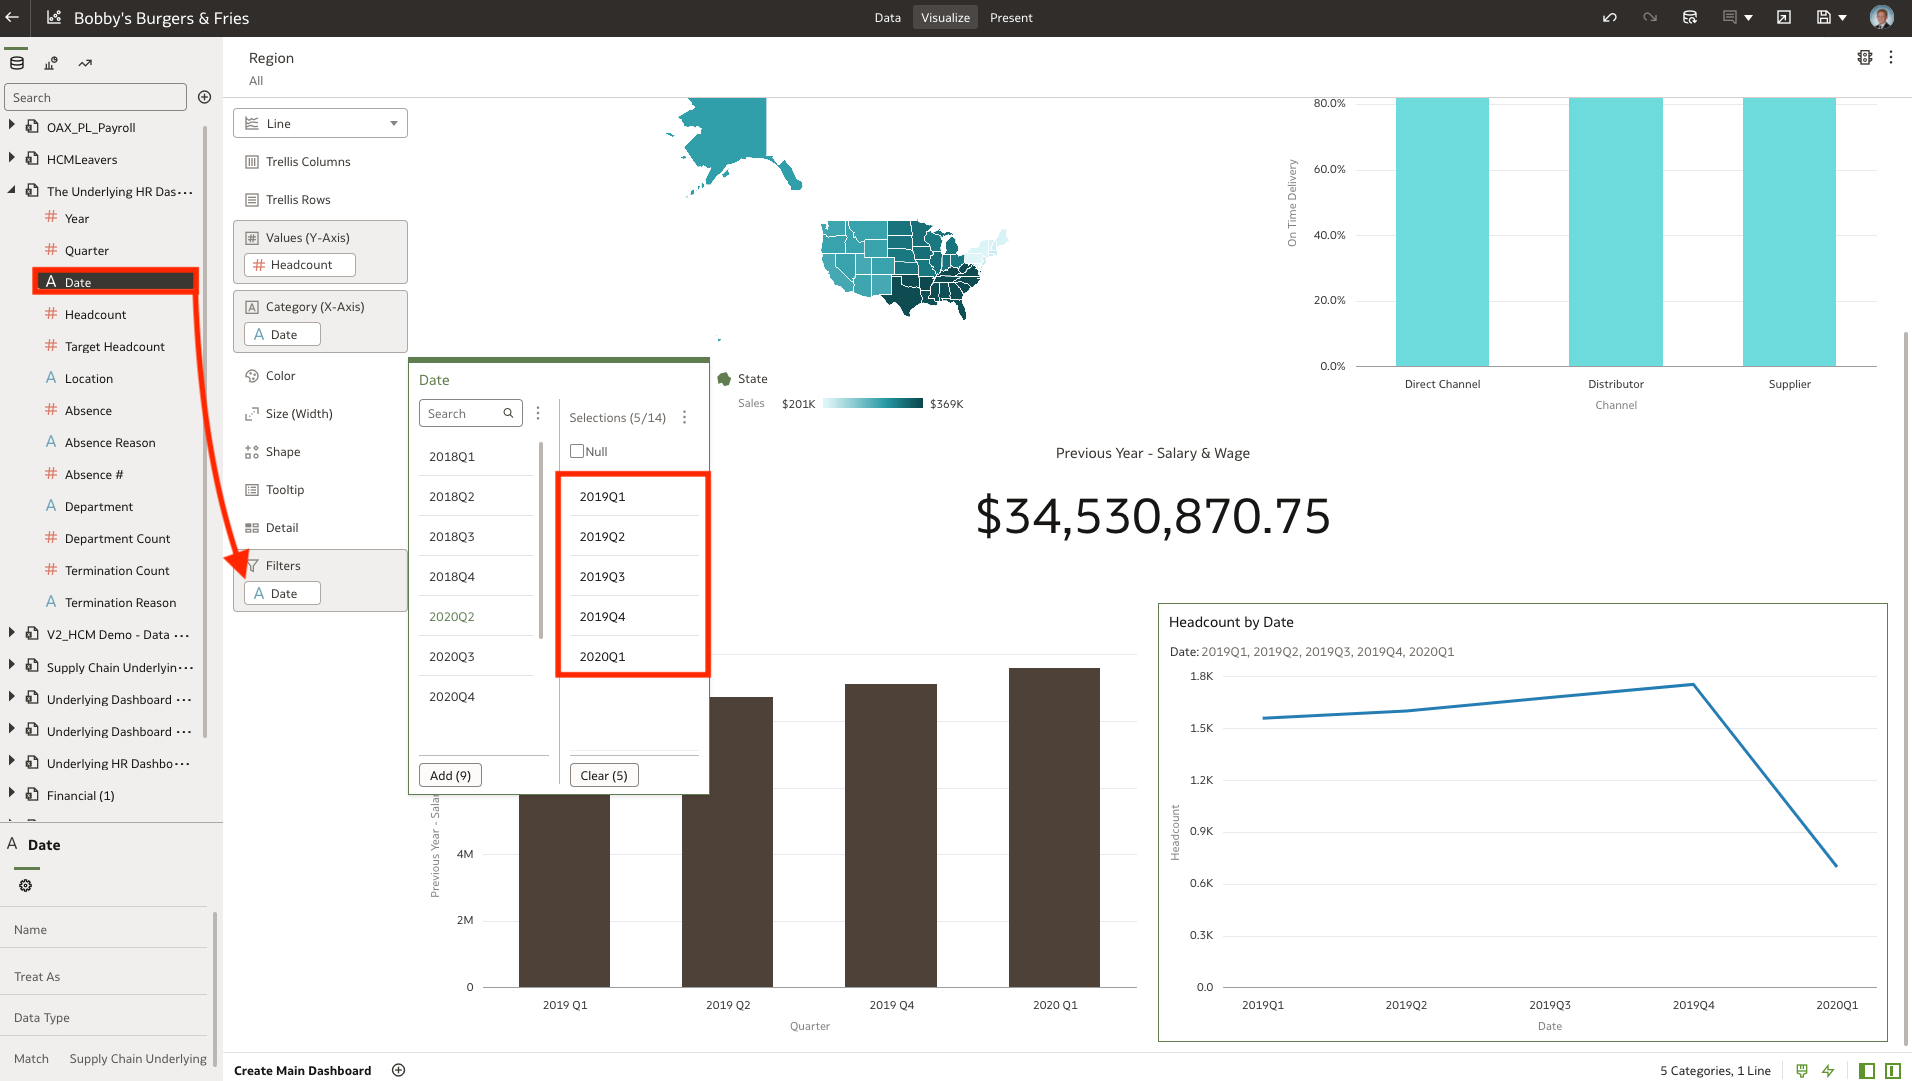 Bobby's Burgers & Fries
Data
Visualize
Present
Search
OAX_PL_Payroll
HCMLeavers
The Underlying HR Das···
Year
Quarter
A Date
Headcount
Target Headcount
A Location
Absence
A Absence Reason
Absence #
A Department
Department Count
Termination Count
A Termination Reason
V2_HCM Demo - Data ···
Supply Chain Underlyin···
Underlying Dashboard ···
Underlying Dashboard ···
Underlying HR Dashbo···
Financial (1)
A Date
Name
Treat As
Data Type
Match Supply Chain Underlying
Region
All
Line
Trellis Columns
Trellis Rows
Values (Y-Axis)
# Headcount
Category (X-Axis)
A Date
Color
Size (Width)
Shape
Tooltip
Detail
Filters
A Date
Date
Search
2018Q1
2018Q2
2018Q3
2018Q4
2020Q2
2020Q3
2020Q4
Add (9)
Selections (5/14)
Null
2019Q1
2019Q2
2019Q3
2019Q4
2020Q1
Clear (5)
State
Sales $201K $369K
80.0%
60.0%
40.0%
20.0%
0.0%
On Time Delivery
Direct Channel Distributor Supplier
Channel
Previous Year - Salary & Wage
$34,530,870.75
Previous Year - Salar
4M
2M
0
2019 Q1 2019 Q2 2019 Q4 2020 Q1
Quarter
Headcount by Date
Date: 2019Q1, 2019Q2, 2019Q3, 2019Q4, 2020Q1
1.8K
1.5K
1.2K
0.9K
0.6K
0.3K
0.0
Headcount
2019Q1 2019Q2 2019Q3 2019Q4 2020Q1
Date
Create Main Dashboard
5 Categories, 1 Line